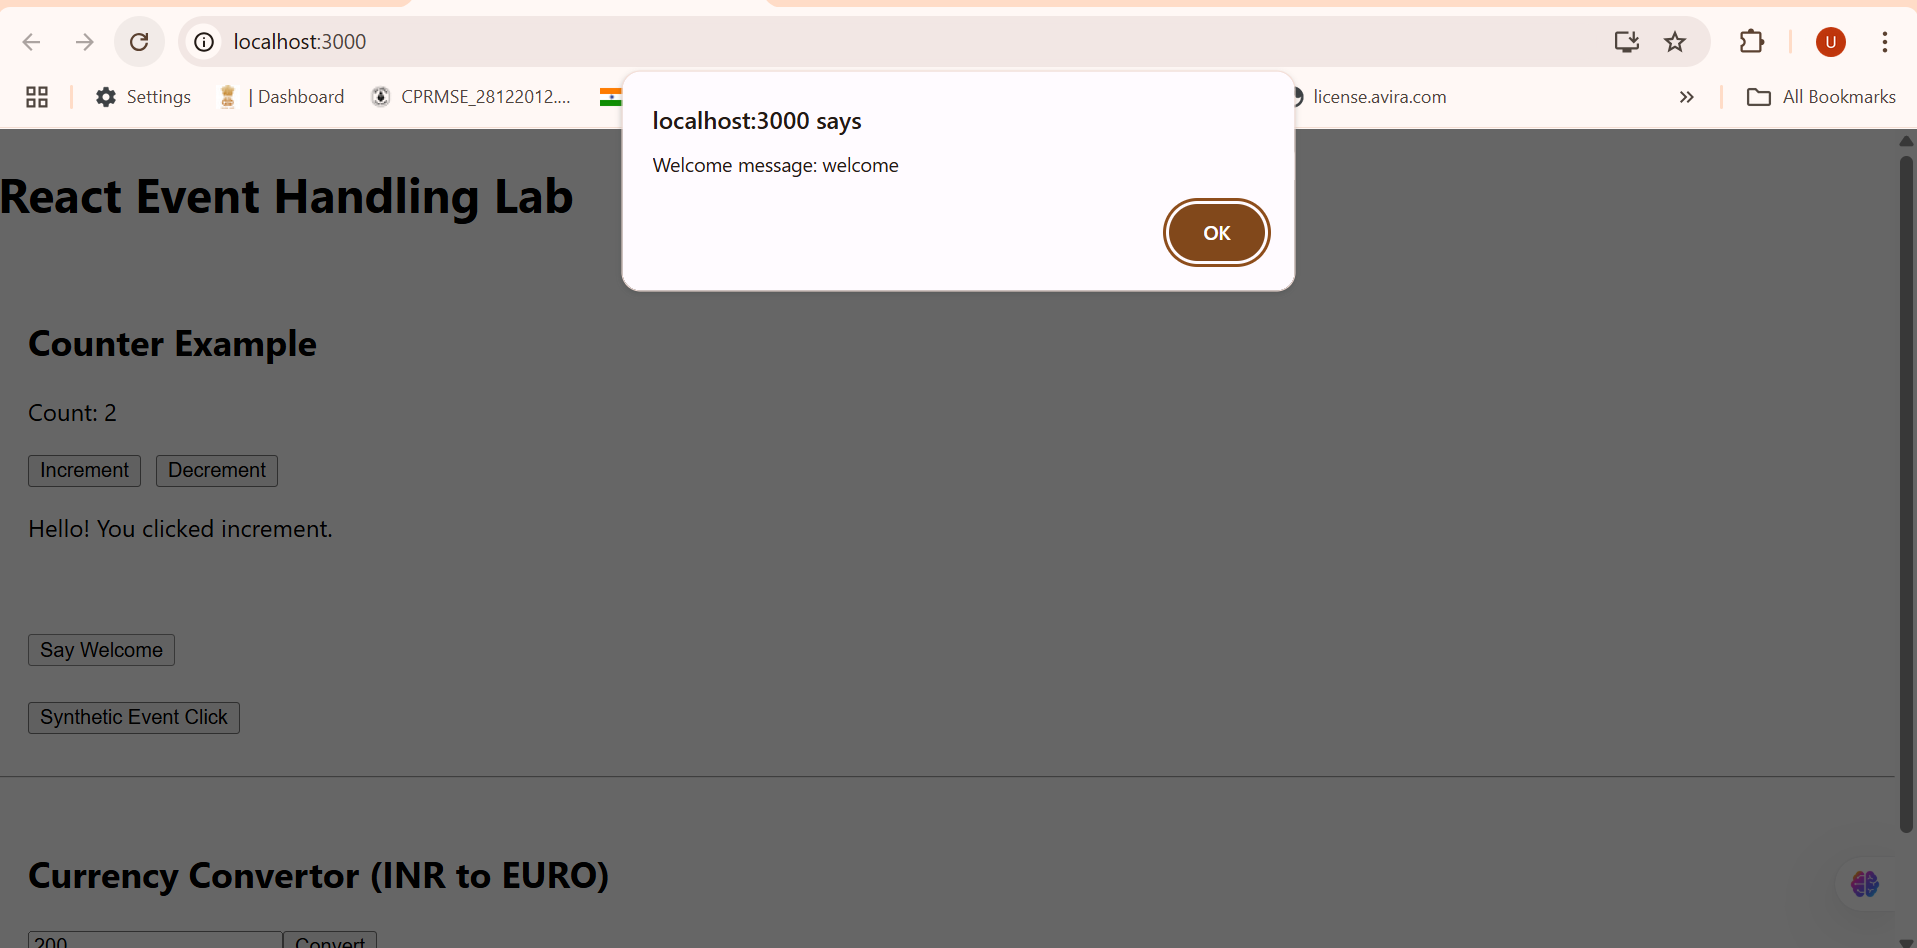 localhost:3000
U
Settings
| Dashboard
CPRMSE_28122012....
license.avira.com
All Bookmarks
localhost:3000 says
Welcome message: welcome
OK
React Event Handling Lab
Counter Example
Count: 2
Increment
Decrement
Hello! You clicked increment.
Say Welcome
Synthetic Event Click
Currency Convertor (INR to EURO)
200
Convert